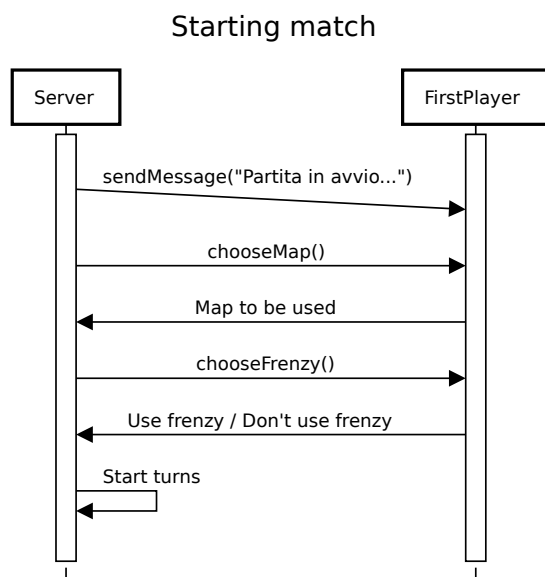 Starting match
Server
FirstPlayer
sendMessage("Partita in avvio...")
chooseMap()
Map to be used
chooseFrenzy()
Use frenzy / Don't use frenzy
Start turns